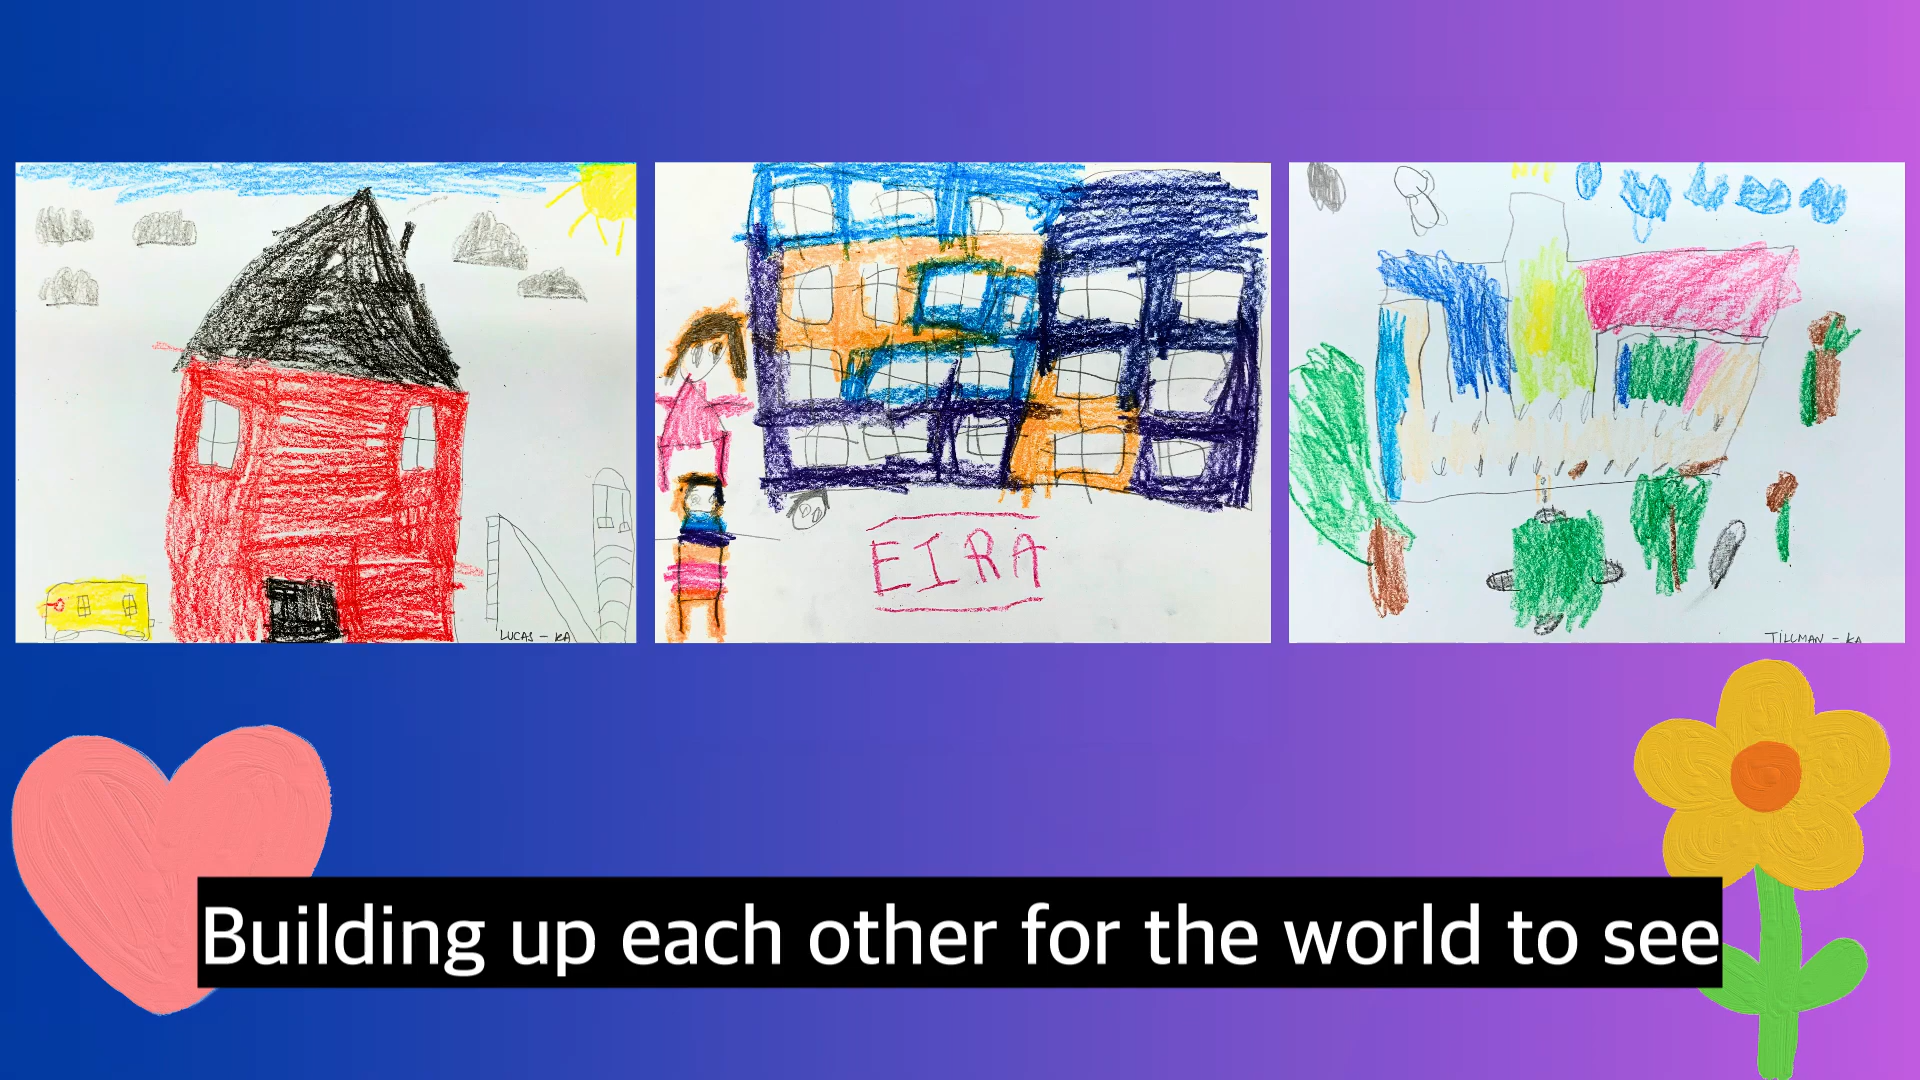 EIRA
LUCAS - KA
TILLMAN - KA
Building up each other for the world to see